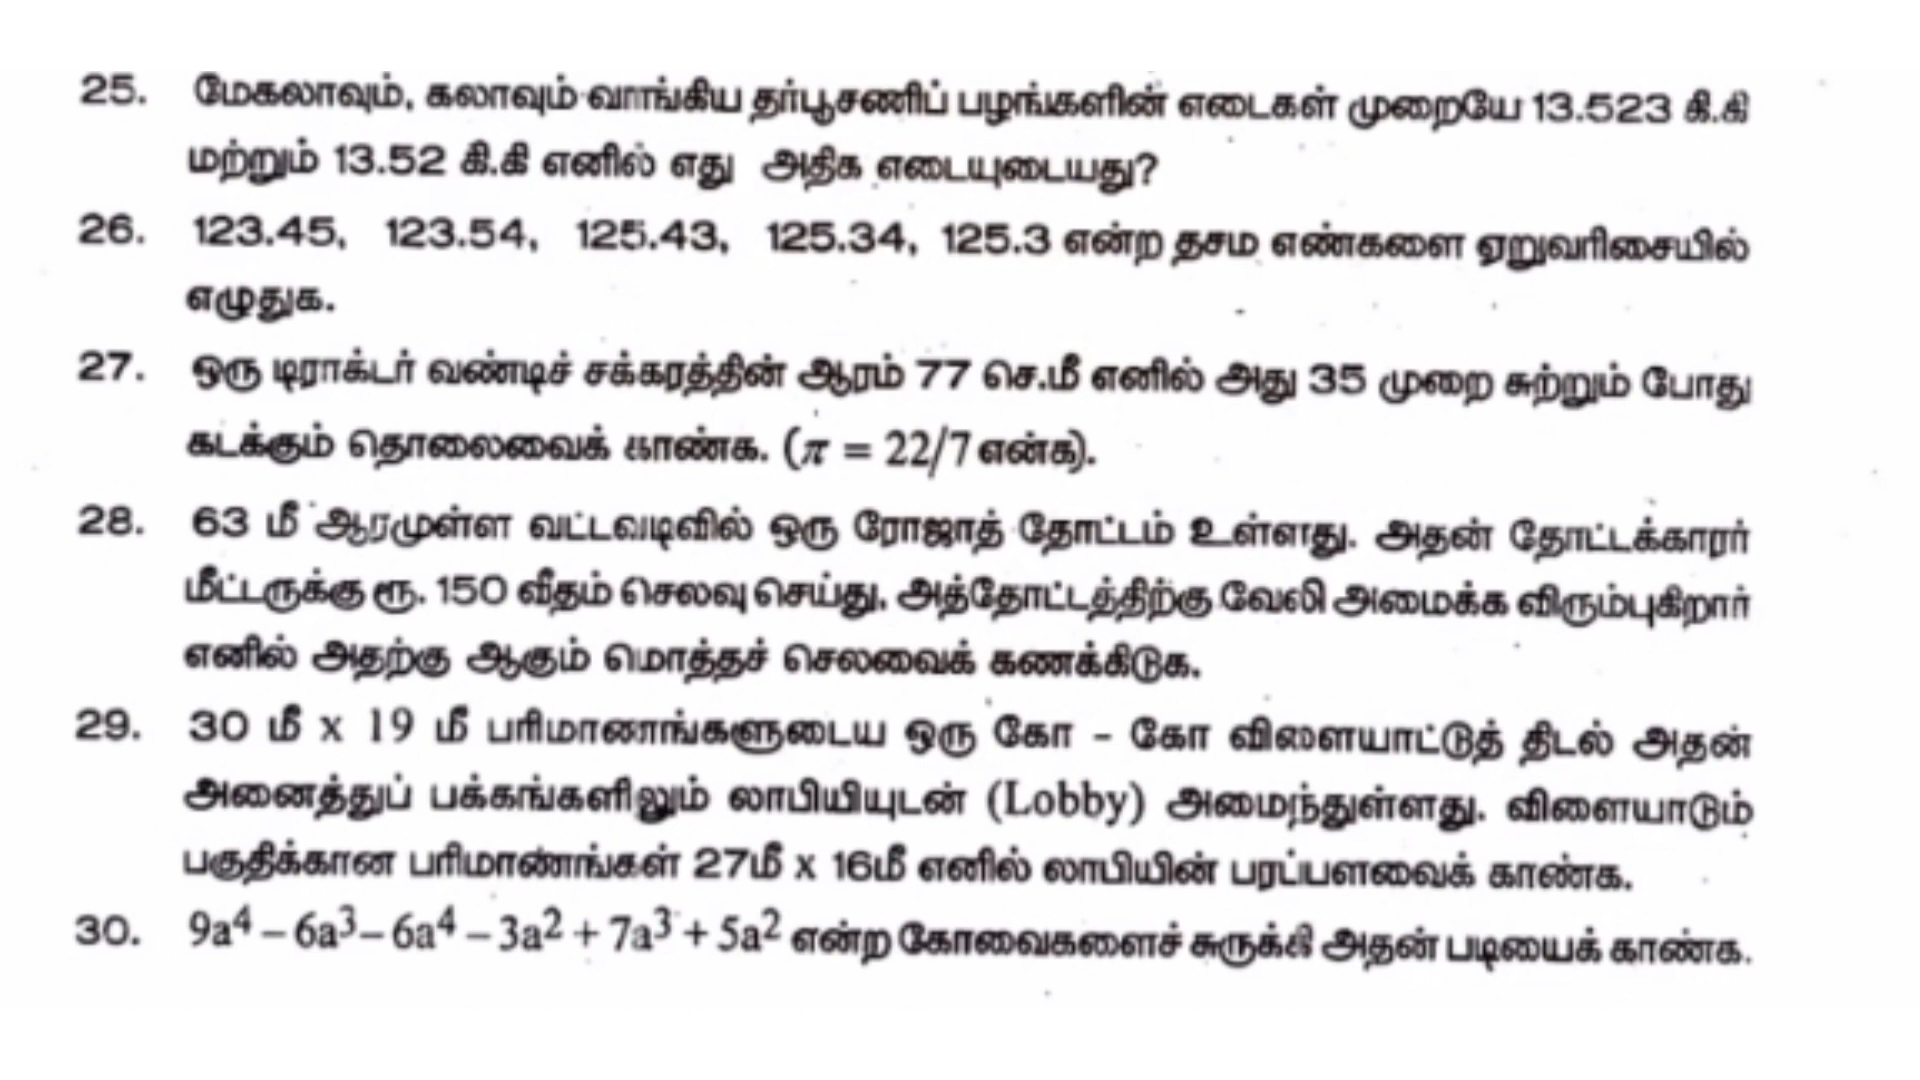 25. மேகலாவும், கலாவும் வாங்கிய தர்பூசணிப் பழங்களின் எடைகள் முறையே 13.523 கி.கி
மற்றும் 13.52 கி.கி எனில் எது அதிக எடையுடையது?
26. 123.45, 123.54, 125.43, 125.34, 125.3 என்ற தசம எண்களை ஏறுவரிசையில்
எழுதுக.
27. ஒரு டிராக்டர் வண்டிச் சக்கரத்தின் ஆரம் 77 செ.மீ எனில் அது 35 முறை சுற்றும் போது
கடக்கும் தொலைவைக் காண்க. (π = 22/7 என்க).
28. 63 மீ ஆரமுள்ள வட்டவடிவில் ஒரு ரோஜாத் தோட்டம் உள்ளது. அதன் தோட்டக்காரர்
மீட்டருக்கு ரூ. 150 வீதம் செலவு செய்து, அத்தோட்டத்திற்கு வேலி அமைக்க விரும்புகிறார்
எனில் அதற்கு ஆகும் மொத்தச் செலவைக் கணக்கிடுக.
29. 30 மீ x 19 மீ பரிமாணங்களுடைய ஒரு கோ - கோ விளையாட்டுத் திடல் அதன்
அனைத்துப் பக்கங்களிலும் லாபியியுடன் (Lobby) அமைந்துள்ளது. விளையாடும்
பகுதிக்கான பரிமாணங்கள் 27மீ x 16மீ எனில் லாபியின் பரப்பளவைக் காண்க.
30. 9a⁴ – 6a³ – 6a⁴ – 3a² + 7a³ + 5a² என்ற கோவைகளைச் சுருக்கி அதன் படியைக் காண்க.